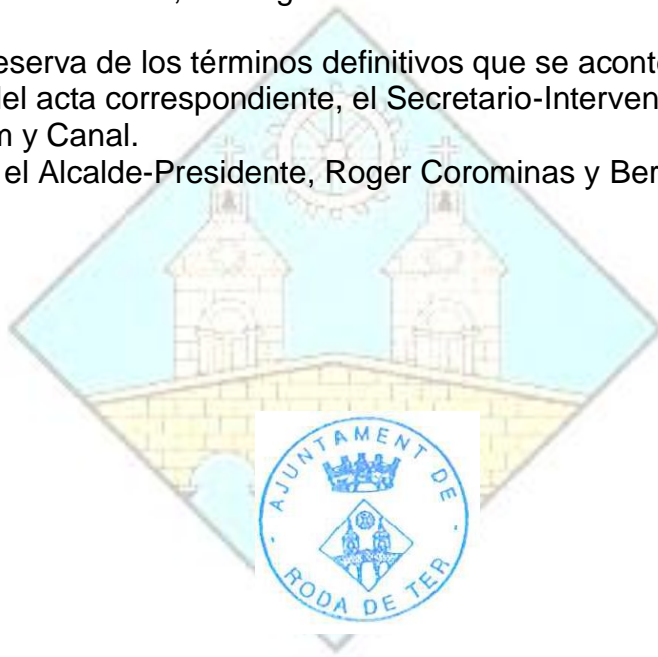 eserva de los términos definitivos que se aconte
del acta correspondiente, el Secretario-Interven
m y Canal.
el Alcalde-Presidente, Roger Corominas y Ber
AJUNTAMENT DE
RODA DE TER